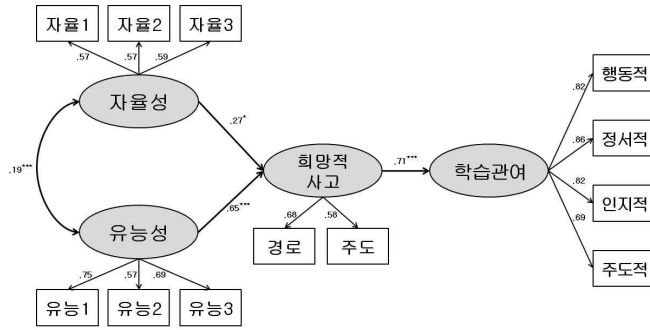 자율1 자율2 자율3
.57 .57 .59
자율성
.27*
.19***
희망적
사고
.71***
학습관여
.65***
유능성
.68 .58
경로 주도
.75 .57 .69
유능1 유능2 유능3
.82
행동적
.86
정서적
.82
인지적
.69
주도적